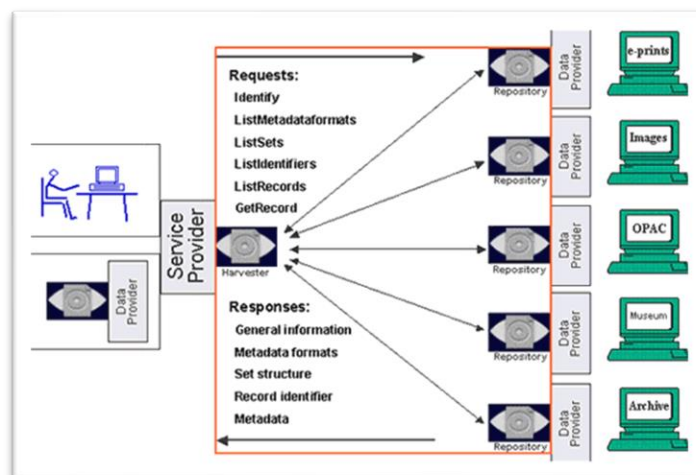 Requests:
Identify
ListMetadataformats
ListSets
ListIdentifiers
ListRecords
GetRecord
Service
Provider
Harvester
Data
Provider
Responses:
General information
Metadata formats
Set structure
Record identifier
Metadata
Repository
Data
Provider
e-prints
Repository
Data
Provider
Images
Repository
Data
Provider
OPAC
Repository
Data
Provider
Museum
Repository
Data
Provider
Archive